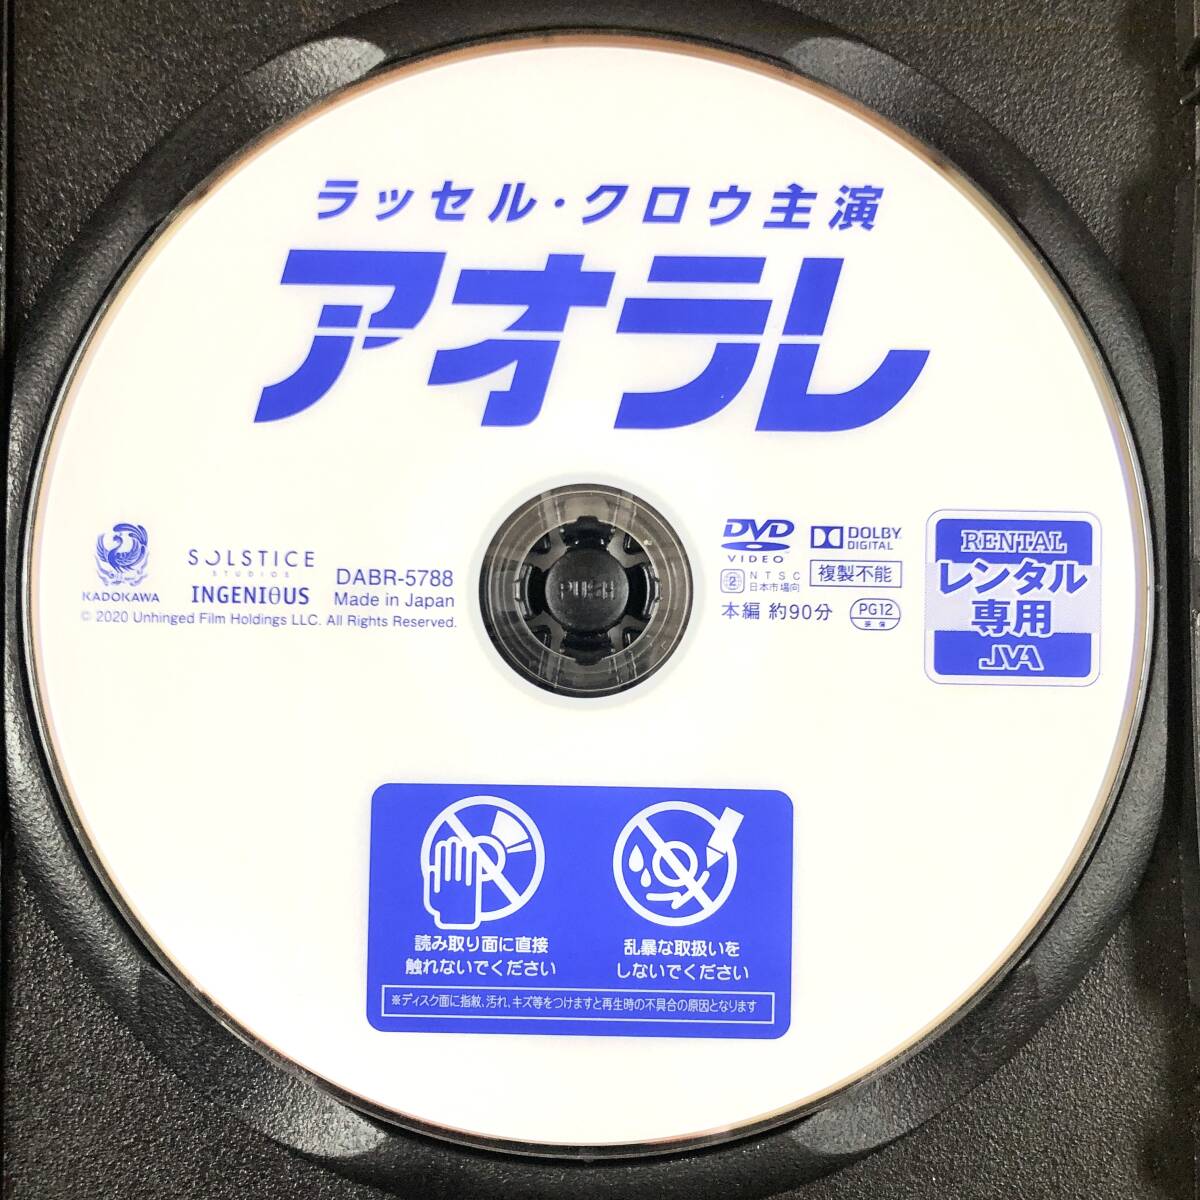 ラッセル・クロウ主演
アオラレ
KADOKAWA
SOLSTICE
STUDIOS
INGENIOUS
DABR-5788
Made in Japan
© 2020 Unhinged Film Holdings LLC. All Rights Reserved.
PUSH
DVD
VIDEO
DOLBY
DIGITAL
2
NTSC
日本市場向
複製不能
本編 約90分
PG12
映倫
RENTAL
レンタル
専用
JVA
読み取り面に直接
触れないでください
乱暴な取扱いを
しないでください
※ディスク面に指紋、汚れ、キズ等をつけますと再生時の不具合の原因となります